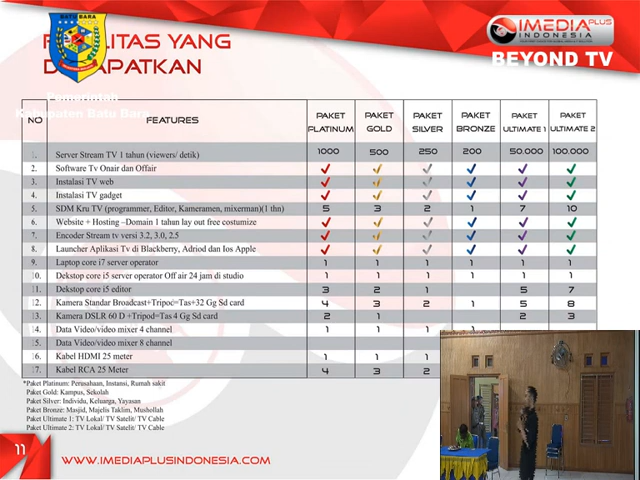 BATU BARA
F LITAS YANG
D APATKAN
IMEDIA PLUS
INDONESIA
BEYOND TV
Pemerintah
Kabupaten Batu Bara
NO FEATURES PAKET PLATINUM PAKET GOLD PAKET SILVER PAKET BRONZE PAKET ULTIMATE 1 PAKET ULTIMATE 2
1. Server Stream TV 1 tahun (viewers/ detik) 1000 500 250 200 50.000 100.000
2. Software Tv Onair dan Offair ✓ ✓ ✓ ✓ ✓ ✓
3. Instalasi TV web ✓ ✓ ✓ ✓ ✓ ✓
4. Instalasi TV gadget ✓ ✓ ✓ ✓ ✓ ✓
5. SDM Kru TV (programmer, Editor, Kameramen, mixerman)(1 thn) 5 3 2 1 7 10
6. Website + Hosting –Domain 1 tahun lay out free costumize ✓ ✓ ✓ ✓ ✓ ✓
7. Encoder Stream tv versi 3.2, 3.0, 2.5 ✓ ✓ ✓ ✓ ✓ ✓
8. Launcher Aplikasi Tv di Blackberry, Adriod dan Ios Apple ✓ ✓ ✓ ✓ ✓ ✓
9. Laptop core i7 server operator 1 1 1 1 1 1
10. Dekstop core i5 server operator Off air 24 jam di studio 1 1 1 1 1 1
11. Dekstop core i5 editor 3 2 1 5 7
12. Kamera Standar Broadcast+Tripod=Tas+32 Gg Sd card 4 3 2 1 5 8
13. Kamera DSLR 60 D +Tripod=Tas 4 Gg Sd card 2 1 2 3
14. Data Video/video mixer 4 channel 1 1 1 1
15. Data Video/video mixer 8 channel
16. Kabel HDMI 25 meter 1 1 1
17. Kabel RCA 25 Meter 4 3 2
*Paket Platinum: Perusahaan, Instansi, Rumah sakit
Paket Gold: Kampus, Sekolah
Paket Silver: Individu, Keluarga, Yayasan
Paket Bronze: Masjid, Majelis Taklim, Mushollah
Paket Ultimate 1: TV Lokal/ TV Satelit/ TV Cable
Paket Ultimate 2: TV Lokal/ TV Satelit/ TV Cable
11
WWW.IMEDIAPLUSINDONESIA.COM